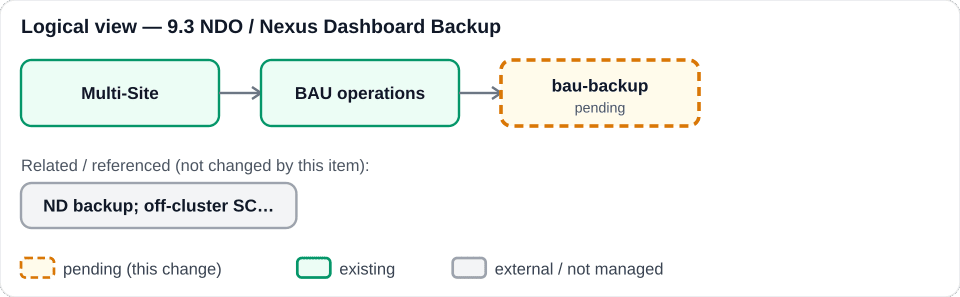 Logical view — 9.3 NDO / Nexus Dashboard Backup
Multi-Site
BAU operations
bau-backup
pending
Related / referenced (not changed by this item):
ND backup; off-cluster SC…
pending (this change)
existing
external / not managed